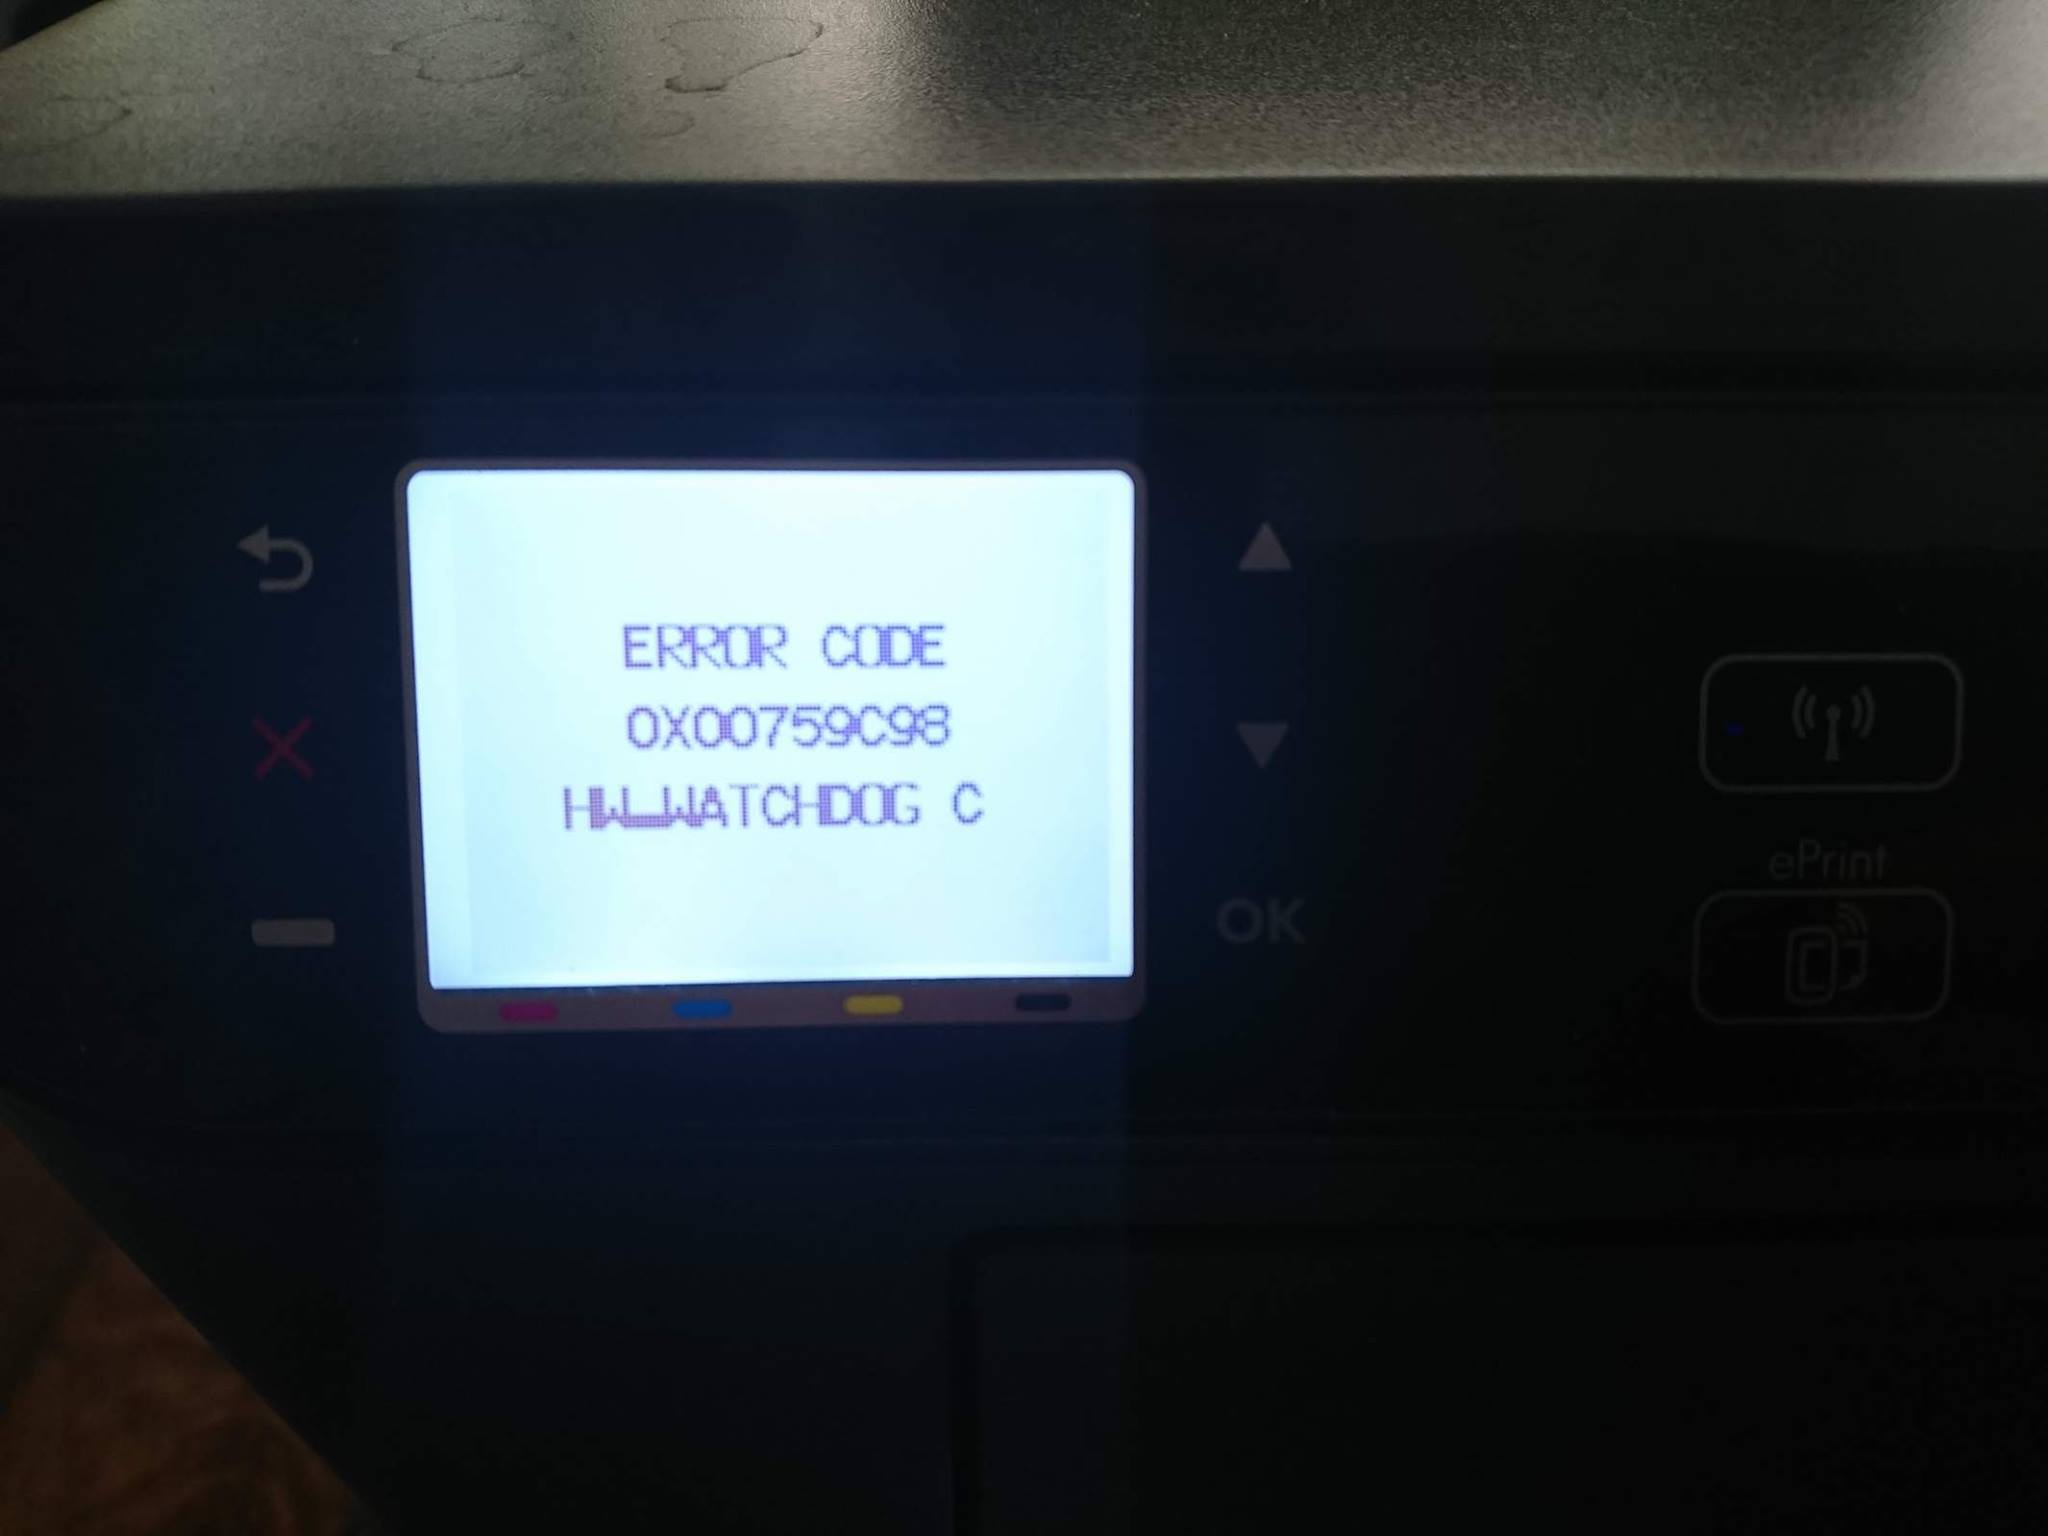 ERROR CODE
0X00759C98
HW_WATCHDOG C
OK
ePrint